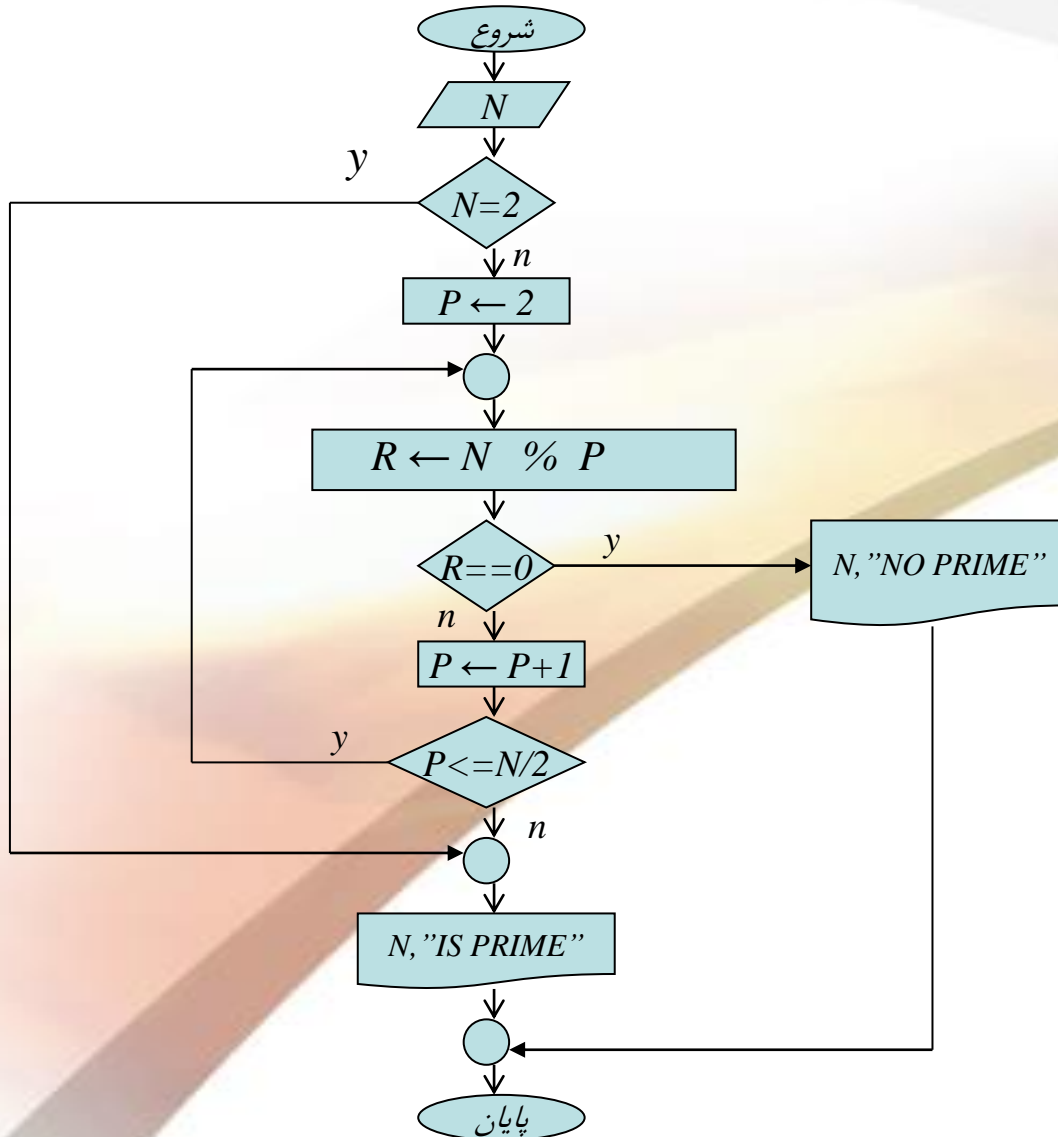 شروع
N
y
N=2
n
P ← 2
R ← N % P
R==0
y
N,”NO PRIME”
n
P ← P+1
y
P<=N/2
n
N,”IS PRIME”
پایان